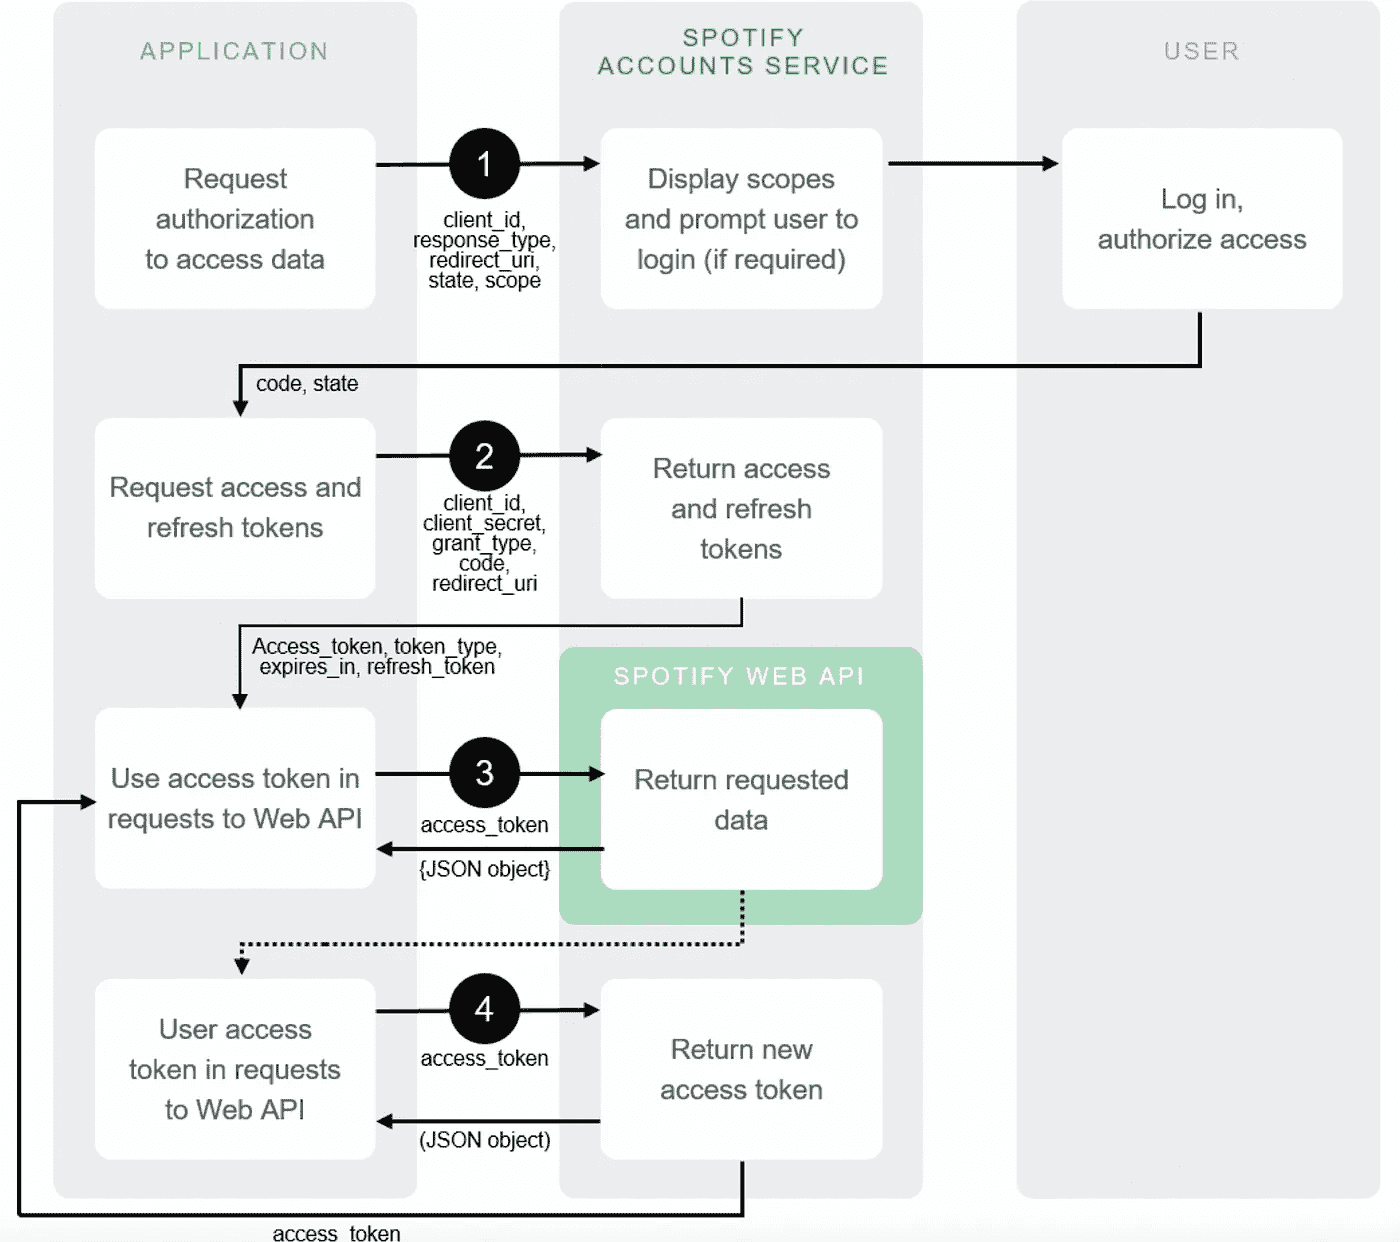 APPLICATION
SPOTIFY
ACCOUNTS SERVICE
USER
Request
authorization
to access data
1
client_id,
response_type,
redirect_uri,
state, scope
Display scopes
and prompt user to
login (if required)
Log in,
authorize access
code, state
Request access and
refresh tokens
2
client_id,
client_secret,
grant_type,
code,
redirect_uri
Return access
and refresh
tokens
Access_token, token_type,
expires_in, refresh_token
SPOTIFY WEB API
Use access token in
requests to Web API
3
access_token
{JSON object}
Return requested
data
User access
token in requests
to Web API
4
access_token
(JSON object)
Return new
access token
access_token